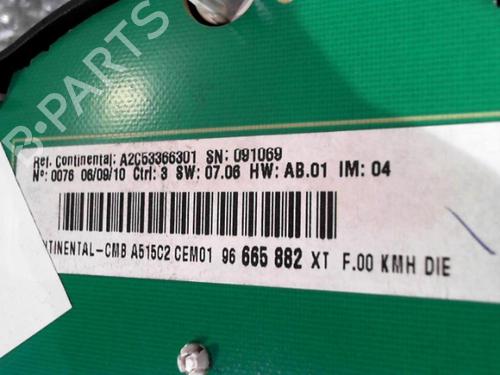 Ref. Continental: A2C53366301 SN: 091069
Nº: 0076 06/09/10 Ctrl: 3 SW: 07.06 HW: AB.01 IM: 04
NTINENTAL-CMB A515C2 CEM01 96 665 882 XT F.00 KMH DIE
B-PARTS